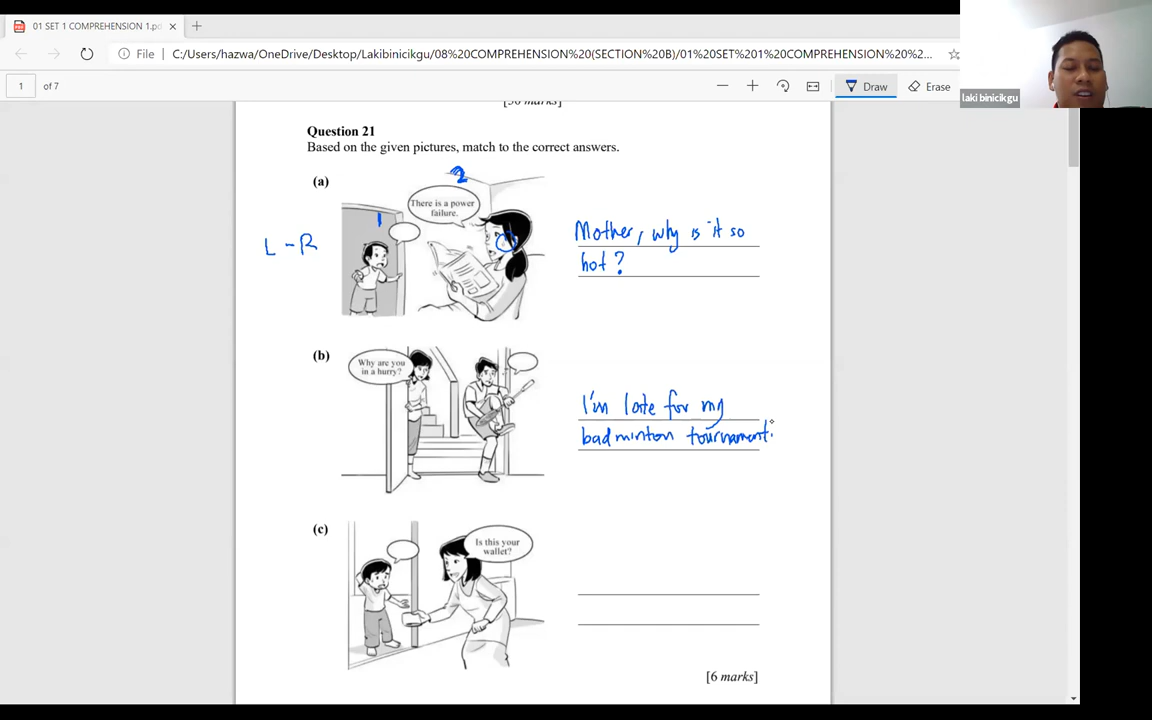 01 SET 1 COMPREHENSION 1.pd
File
C:/Users/hazwa/OneDrive/Desktop/Lakibinicikgu/08%20COMPREHENSION%20(SECTION%20B)/01%20SET%201%20COMPREHENSION%20%2...
1 of 7
Draw
Erase
laki binicikgu
[30 marks]
Question 21
Based on the given pictures, match to the correct answers.
(a)
2
There is a power
failure.
1
L - R
Mother, why is it so
hot?
(b)
Why are you
in a hurry?
I'm late for my
badminton tournament.
(c)
Is this your
wallet?
[6 marks]